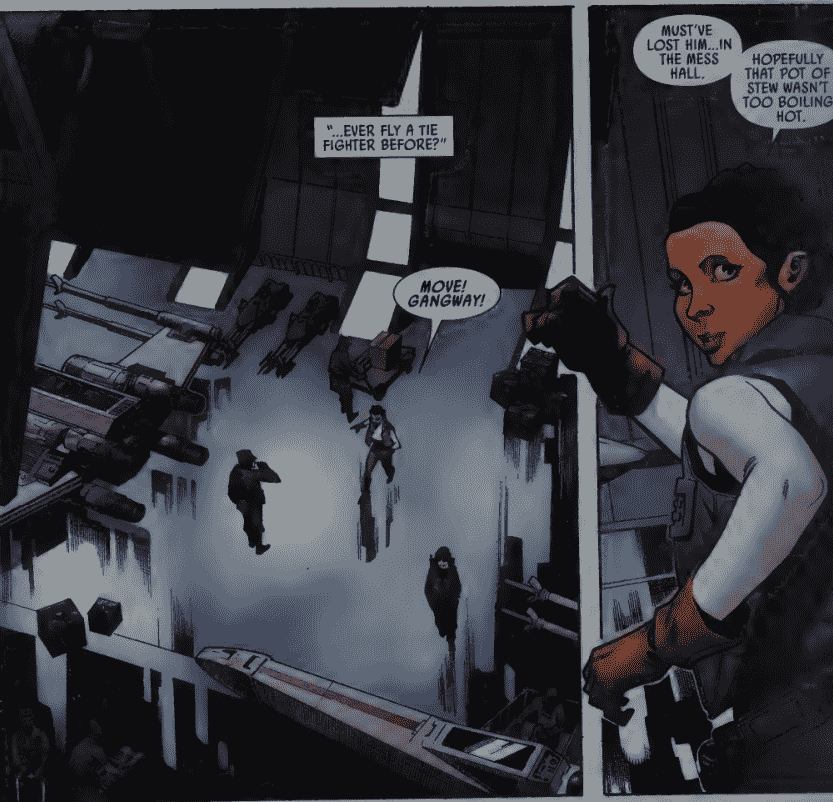 "...EVER FLY A TIE
FIGHTER BEFORE?"
MOVE!
GANGWAY!
MUST'VE
LOST HIM...IN
THE MESS
HALL.
HOPEFULLY
THAT POT OF
STEW WASN'T
TOO BOILING
HOT.